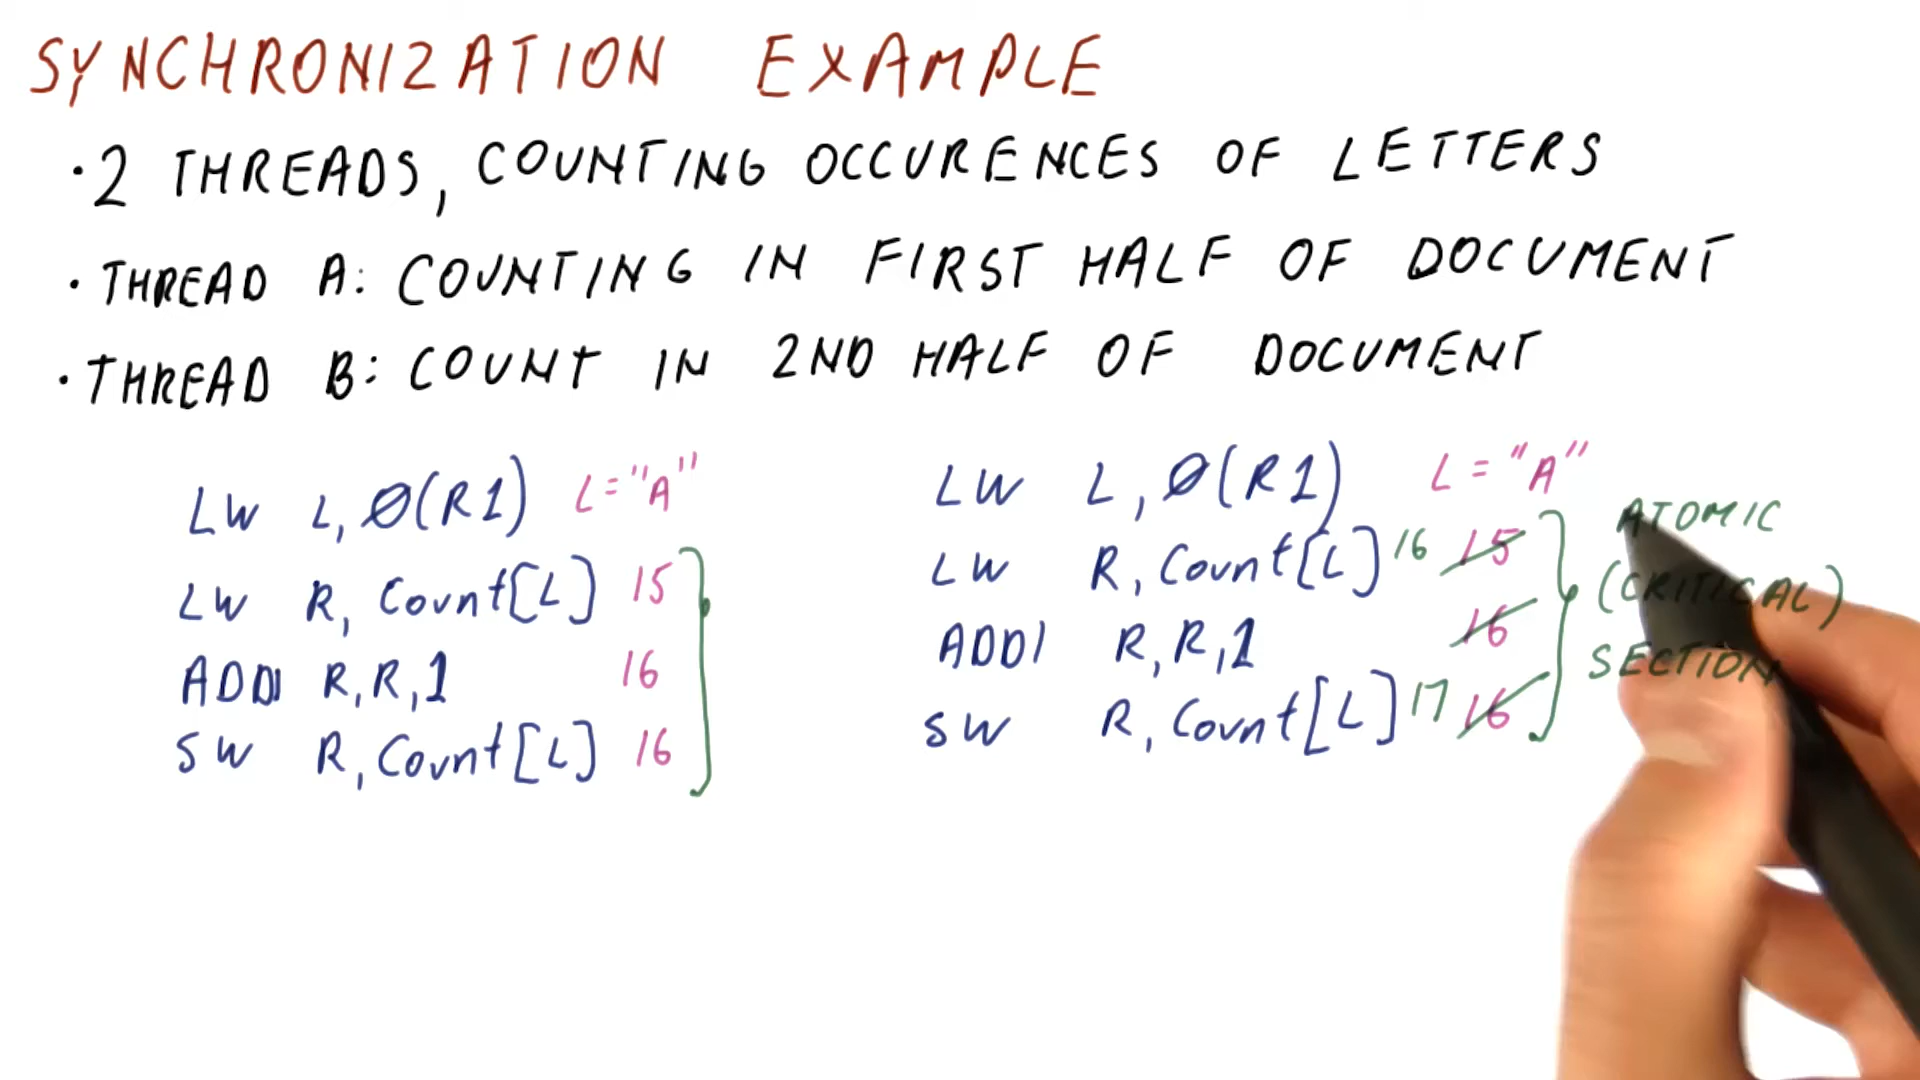 SYNCHRONIZATION EXAMPLE
· 2 THREADS, COUNTING OCCURENCES OF LETTERS
· THREAD A: COUNTING IN FIRST HALF OF DOCUMENT
· THREAD B: COUNT IN 2ND HALF OF DOCUMENT
LW L, Ø(R1) L="A"
LW R, Count[L] 15
ADDI R, R, 1 16
SW R, Count[L] 16
LW L, Ø(R1) L="A"
LW R, Count[L] 16 15
ADDI R, R, 1 16
SW R, Count[L] 17 16
ATOMIC
(CRITICAL)
SECTION